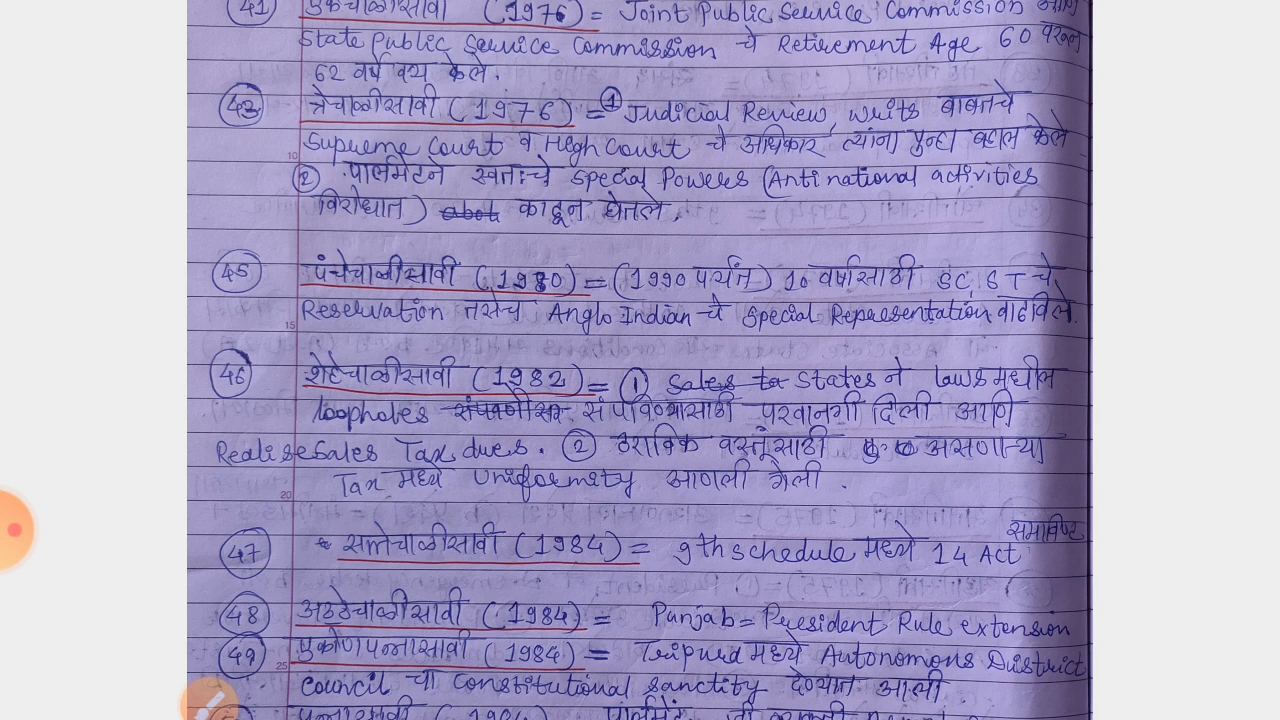 41 एकेचाळीसावी (1976) = Joint Public Service Commission आणि
State Public Service Commission चे Retirement Age 60 वरून
62 वर्षे वय केले.
43 त्रेचाळीसावी (1976) = ① Judicial Review, writs बाबतचे
Supreme Court व High Court चे अधिकार त्यांना पुन्हा बहाल केले
② पार्लमेंटने स्वतःचे special Powers (Anti national activities
विरोधात) काढून घेतले.
45 पंचेचाळीसावी (1980) = (1990 पर्यंत) 10 वर्षासाठी SC, ST चे
Reservation तसेच Anglo Indian चे special Representation वाढविले.
46 शेहेचाळीसावी (1982) = ① States ने laws मधील
loopholes संपविण्यासाठी परवानगी दिली आणि
Realise Sales Tax dues. ② ठराविक वस्तूंसाठी असणाऱ्या
Tax मध्ये uniformity आणली गेली.
समाविष्ट
47 सत्तेचाळीसावी (1984) = 9th schedule मध्ये 14 Act
48 अठ्ठेचाळीसावी (1984) = Punjab = President Rule extension
49 एकोणपन्नासावी (1984) = Tripura मध्ये Autonomous District
Council ची constitutional sanctity देण्यात आली
पन्नासावी (1984)